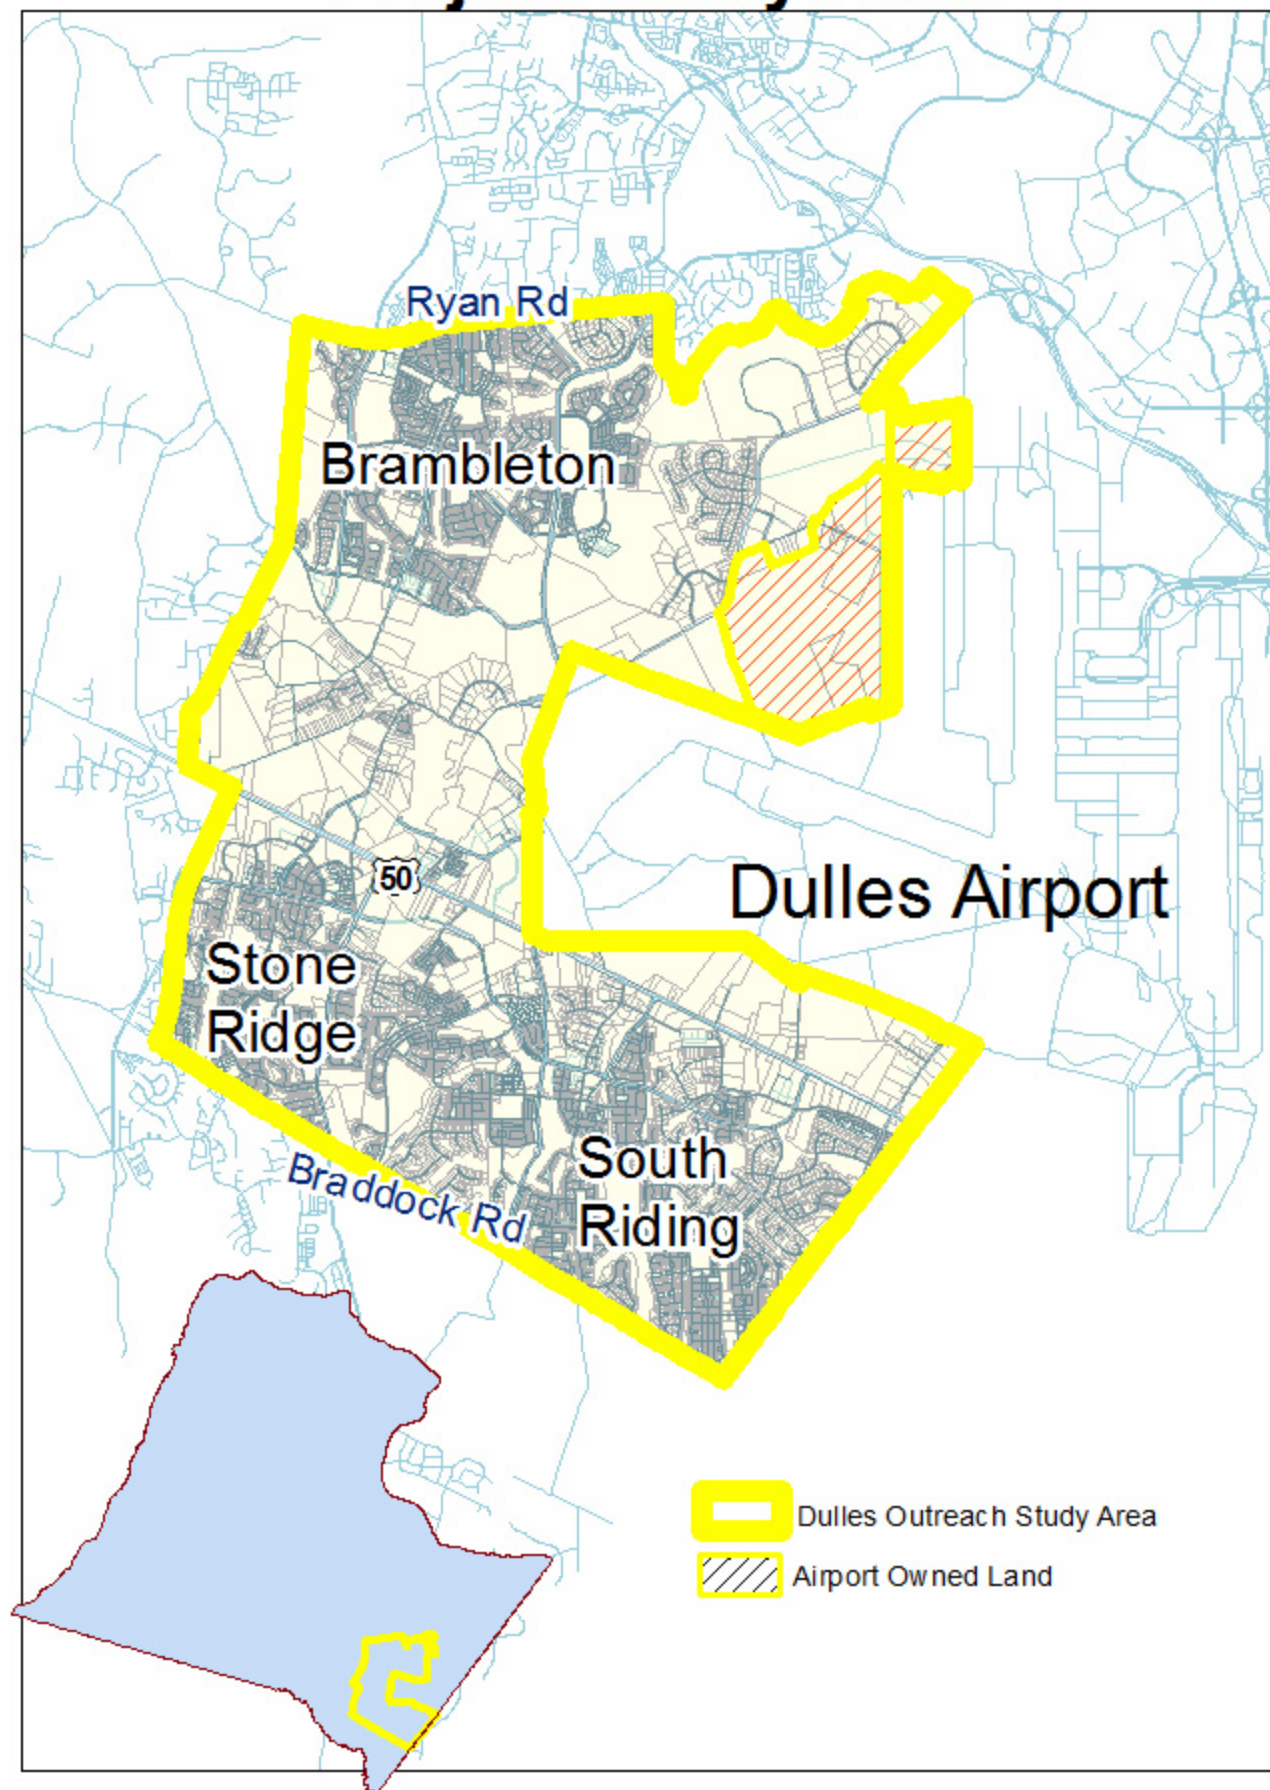 Ryan Rd
Brambleton
50
Dulles Airport
Stone
Ridge
South
Riding
Braddock Rd
Dulles Outreach Study Area
Airport Owned Land